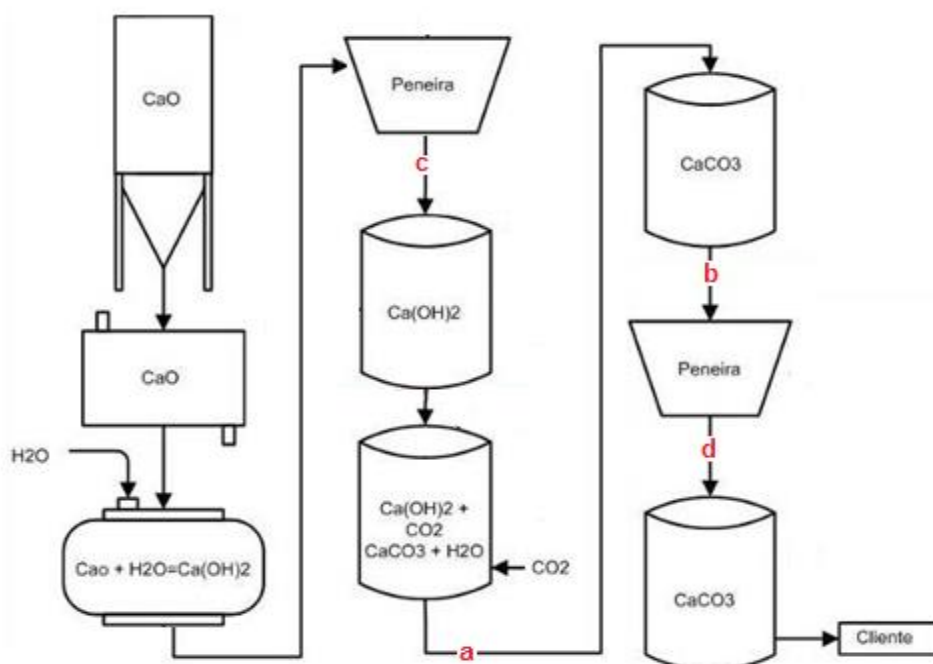 CaO
CaO
H2O
Cao + H2O=Ca(OH)2
Peneira
c
Ca(OH)2
Ca(OH)2 +
CO2
CaCO3 + H2O
CO2
a
CaCO3
b
Peneira
d
CaCO3
Cliente